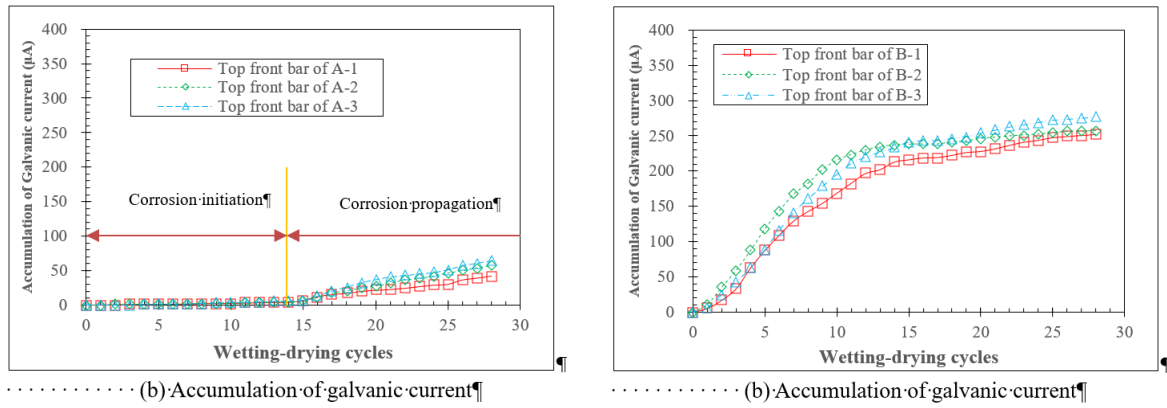 Accumulation of Galvanic current (µA)
400
350
300
250
200
150
100
50
0
Top front bar of A-1
Top front bar of A-2
Top front bar of A-3
Corrosion·initiation¶
Corrosion·propagation¶
0 5 10 15 20 25 30
Wetting-drying cycles
¶
· · · · · · · · · · · · (b)·Accumulation·of·galvanic·current¶
Accumulation of Galvanic current (µA)
400
350
300
250
200
150
100
50
0
Top front bar of B-1
Top front bar of B-2
Top front bar of B-3
0 5 10 15 20 25 30
Wetting-drying cycles
¶
· · · · · · · · · · · · (b)·Accumulation·of·galvanic·current¶